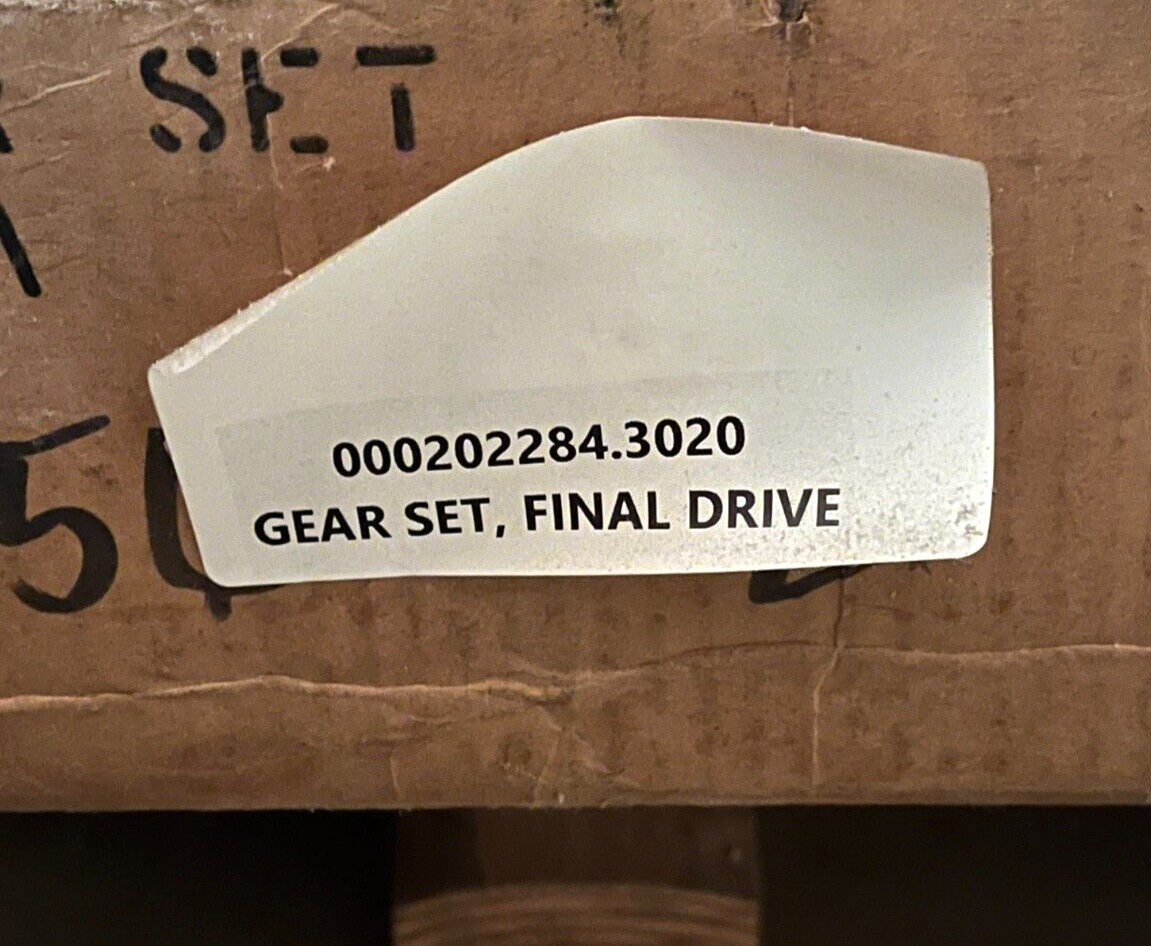 SET
000202284.3020
GEAR SET, FINAL DRIVE